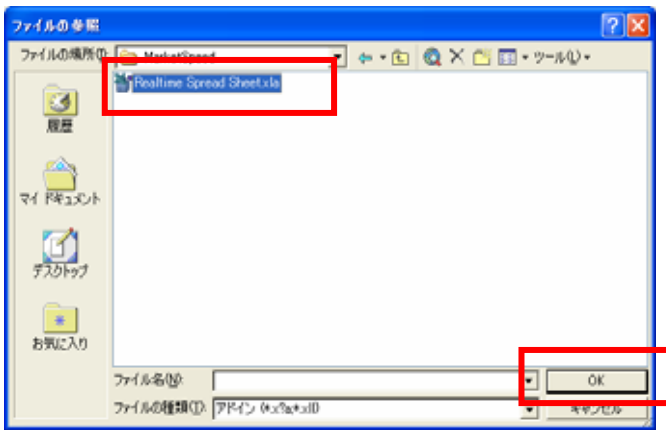 ファイルの参照
ファイルの場所(I): MarketSpeed ツール(L)
Realtime Spread Sheet.xla
履歴
マイ ドキュメント
デスクトップ
お気に入り
ファイル名(N): OK
ファイルの種類(T): アドイン (*.x?a;*.xll) キャンセル